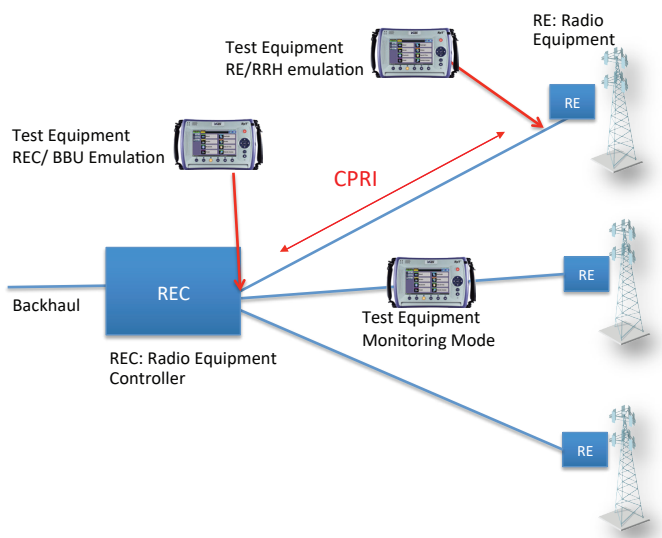 Test Equipment
RE/RRH emulation
RE: Radio
Equipment
RE
Test Equipment
REC/ BBU Emulation
CPRI
REC
RE
Backhaul
Test Equipment
Monitoring Mode
REC: Radio Equipment
Controller
RE